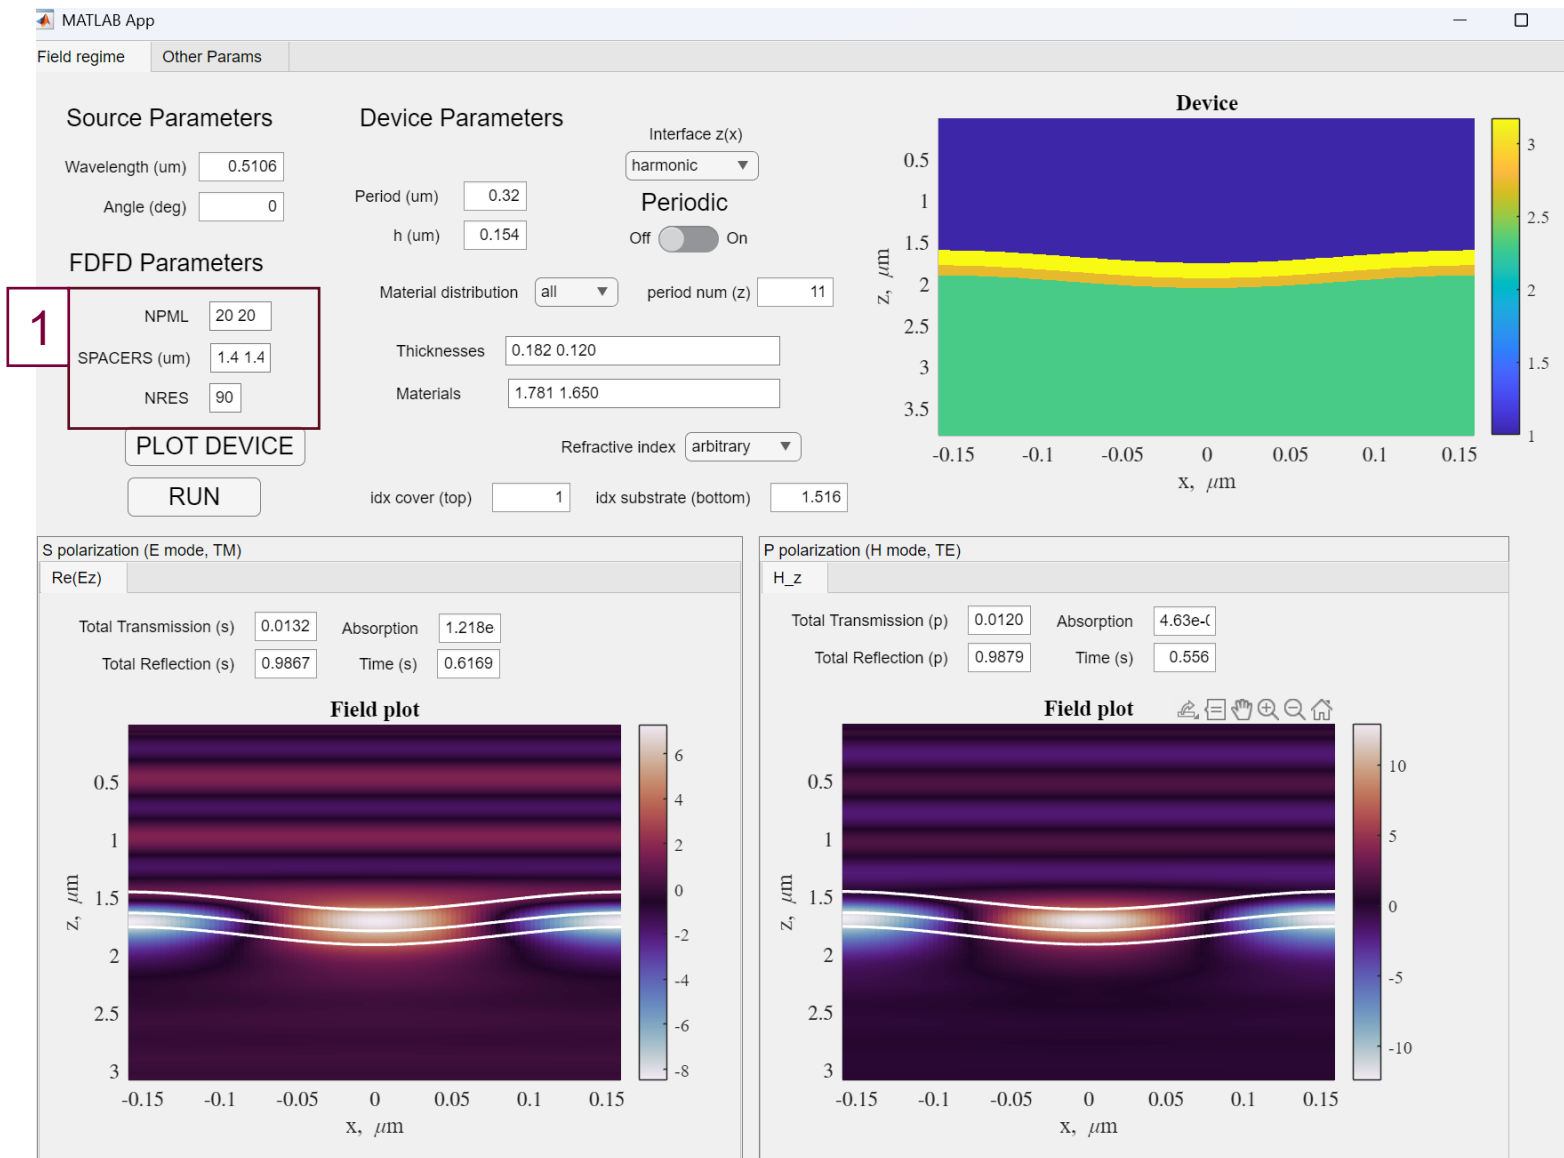 MATLAB App
Field regime
Other Params
Source Parameters
Wavelength (um)
0.5106
Angle (deg)
0
FDFD Parameters
1
NPML
20 20
SPACERS (um)
1.4 1.4
NRES
90
PLOT DEVICE
RUN
Device Parameters
Interface z(x)
harmonic
Period (um)
0.32
Periodic
h (um)
0.154
Off
On
Material distribution
all
period num (z)
11
Thicknesses
0.182 0.120
Materials
1.781 1.650
Refractive index
arbitrary
idx cover (top)
1
idx substrate (bottom)
1.516
Device
0.5
1
1.5
2
2.5
3
3.5
z, μm
-0.15 -0.1 -0.05 0 0.05 0.1 0.15
x, μm
3
2.5
2
1.5
1
S polarization (E mode, TM)
Re(Ez)
Total Transmission (s)
0.0132
Absorption
1.218e
Total Reflection (s)
0.9867
Time (s)
0.6169
Field plot
0.5
1
1.5
2
2.5
3
z, μm
-0.15 -0.1 -0.05 0 0.05 0.1 0.15
x, μm
6
4
2
0
-2
-4
-6
-8
P polarization (H mode, TE)
H_z
Total Transmission (p)
0.0120
Absorption
4.63e-(
Total Reflection (p)
0.9879
Time (s)
0.556
Field plot
0.5
1
1.5
2
2.5
3
z, μm
-0.15 -0.1 -0.05 0 0.05 0.1 0.15
x, μm
10
5
0
-5
-10